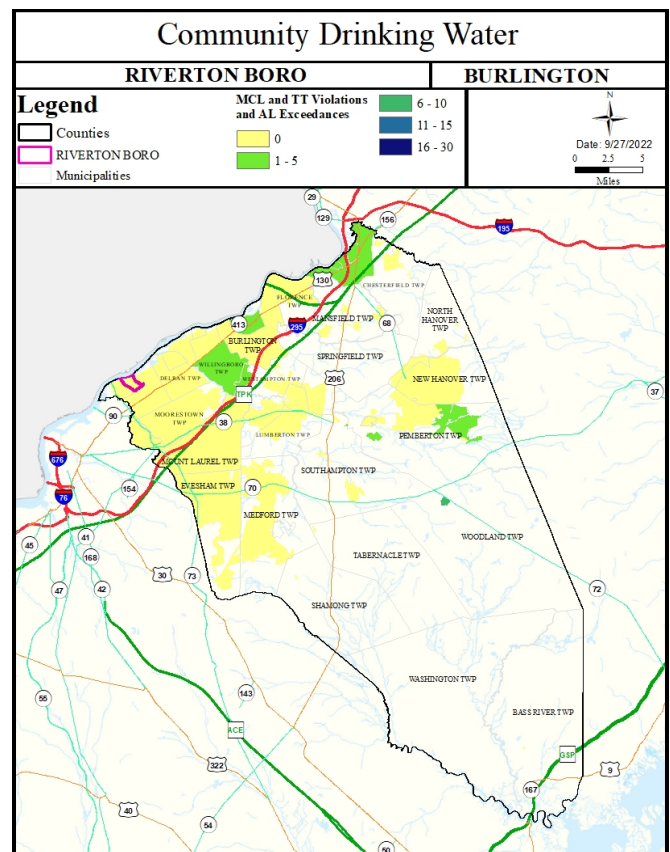 Community Drinking Water
RIVERTON BORO
BURLINGTON
Legend
Counties
RIVERTON BORO
Municipalities
MCL and TT Violations
and AL Exceedances
0
1 - 5
6 - 10
11 - 15
16 - 30
N
Date: 9/27/2022
0 2.5 5
Miles
29
129
156
195
130
CHESTERFIELD TWP
FLORENCE
TWP
NORTH
HANOVER
TWP
413
295
MANSFIELD TWP
68
BURLINGTON
TWP
SPRINGFIELD TWP
WILLINGBORO
TWP
DELRAN TWP
WESTAMPTON TWP
206
NEW HANOVER TWP
TPK
37
90
MOORESTOWN
TWP
38
LUMBERTON TWP
PEMBERTON TWP
676
MOUNT LAUREL TWP
SOUTHAMPTON TWP
76
154
EVESHAM TWP
70
MEDFORD TWP
45
41
168
WOODLAND TWP
TABERNACLE TWP
30
73
72
47
42
SHAMONG TWP
WASHINGTON TWP
143
55
BASS RIVER TWP
ACE
GSP
322
9
167
40
54
50